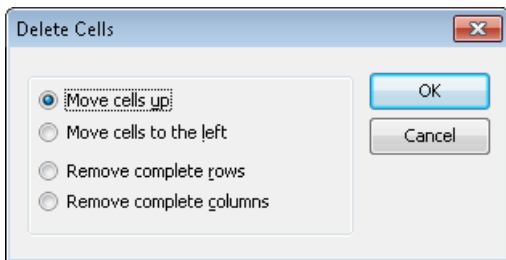 Delete Cells
Move cells up
OK
Move cells to the left
Cancel
Remove complete rows
Remove complete columns